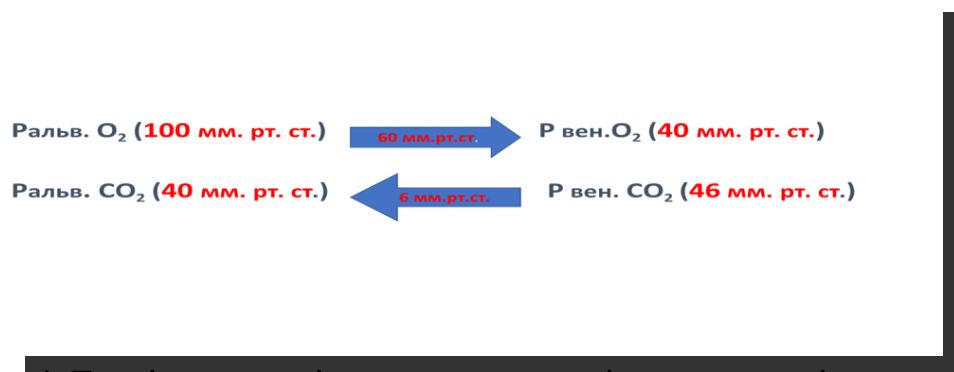 Ральв. O₂ (100 мм. рт. ст.) 60 мм.рт.ст. Р вен.O₂ (40 мм. рт. ст.)
Ральв. CO₂ (40 мм. рт. ст.) 6 мм.рт.ст. Р вен. CO₂ (46 мм. рт. ст.)